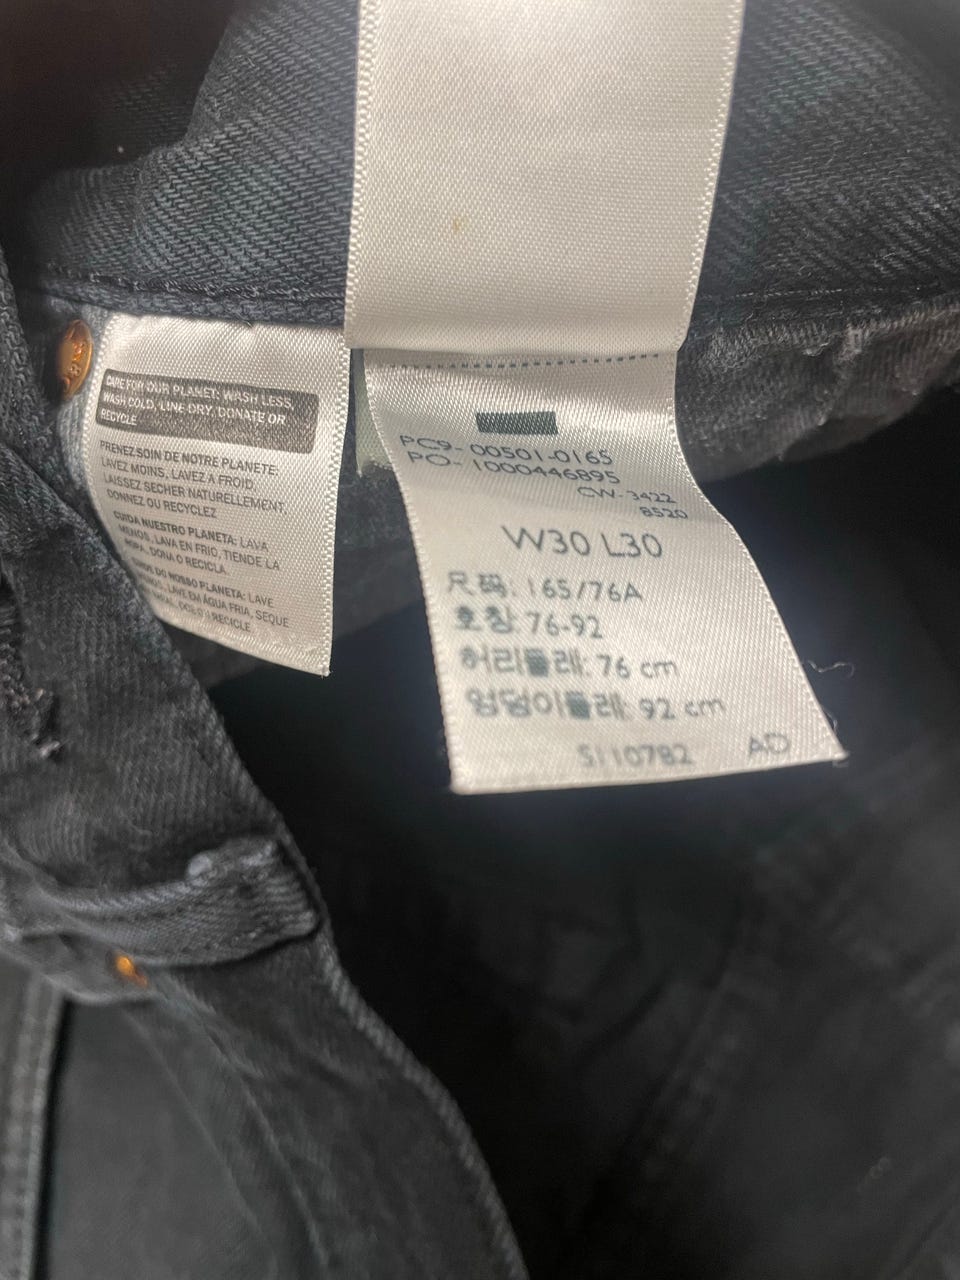 CARE FOR OUR PLANET: WASH LESS,
WASH COLD, LINE DRY, DONATE OR
RECYCLE
PRENEZ SOIN DE NOTRE PLANETE:
LAVEZ MOINS, LAVEZ A FROID,
LAISSEZ SECHER NATURELLEMENT,
DONNEZ OU RECYCLEZ
CUIDA NUESTRO PLANETA: LAVA
MENOS, LAVA EN FRIO, TIENDE LA
ROPA, DONA O RECICLA.
DE DO NOSSO PLANETA: LAVE
LAVE EM ÁGUA FRIA, SEQUE
RECYCLE.
PC9- 00501-0165
PO- 1000446895
CW- 3422
8520
W30 L30
尺码: 165/76A
호칭: 76-92
허리둘레: 76 cm
엉덩이둘레: 92 cm
5110782 AD